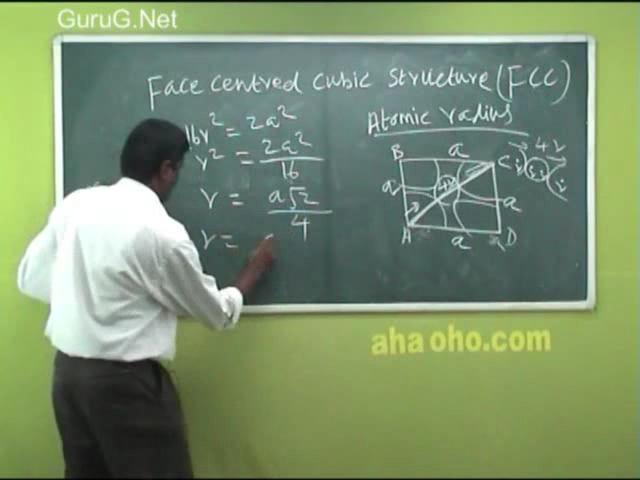 GuruG.Net
Face centred cubic structure (FCC)
Atomic radius
16r² = 2a²
r² = 2a²/16
r = a√2/4
r =
B a C 4r
a 2r a
A a D
aha oho.com